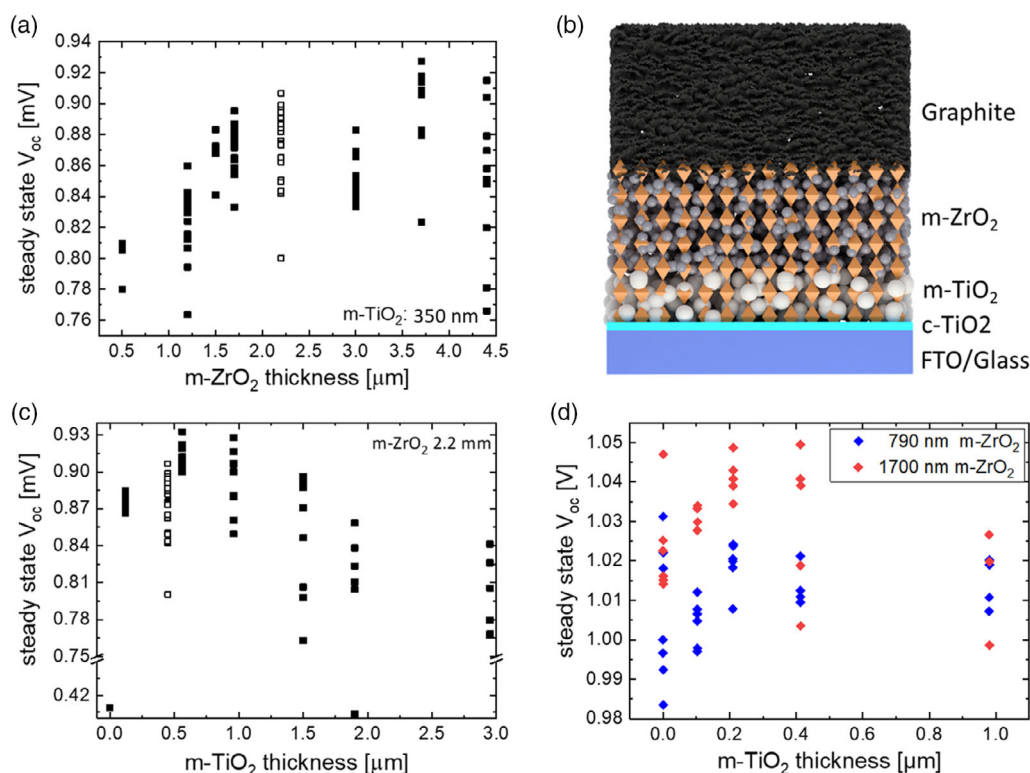 (a)
0.94
0.92
0.90
0.88
0.86
0.84
0.82
0.80
0.78
0.76
steady state Voc [mV]
m-TiO2: 350 nm
0.5 1.0 1.5 2.0 2.5 3.0 3.5 4.0 4.5
m-ZrO2 thickness [μm]
(b)
Graphite
m-ZrO2
m-TiO2
c-TiO2
FTO/Glass
(c)
m-ZrO2 2.2 mm
0.93
0.90
0.87
0.84
0.81
0.78
0.75
0.42
steady state Voc [mV]
0.0 0.5 1.0 1.5 2.0 2.5 3.0
m-TiO2 thickness [μm]
(d)
790 nm m-ZrO2
1700 nm m-ZrO2
1.05
1.04
1.03
1.02
1.01
1.00
0.99
0.98
steady state Voc [V]
0.0 0.2 0.4 0.6 0.8 1.0
m-TiO2 thickness [μm]